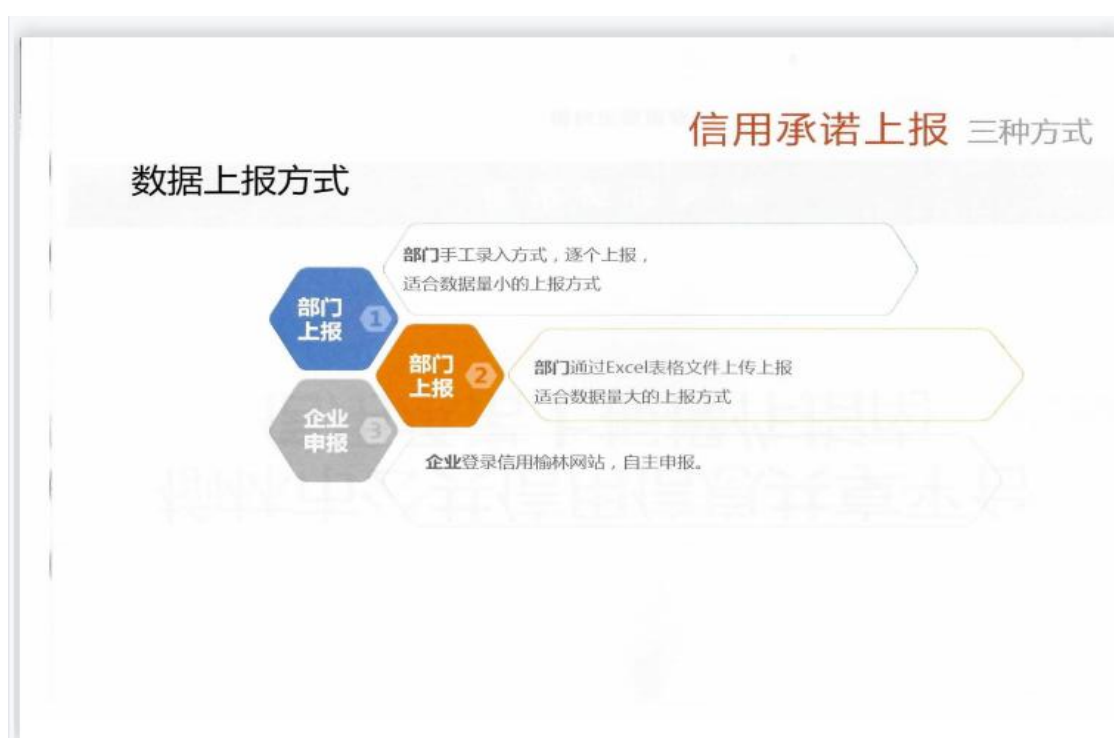 信用承诺上报 三种方式
数据上报方式
部门手工录入方式，逐个上报，
适合数据量小的上报方式
部门
上报
1
部门
上报
2
部门通过Excel表格文件上传上报
适合数据量大的上报方式
企业
申报
3
企业登录信用榆林网站，自主申报。